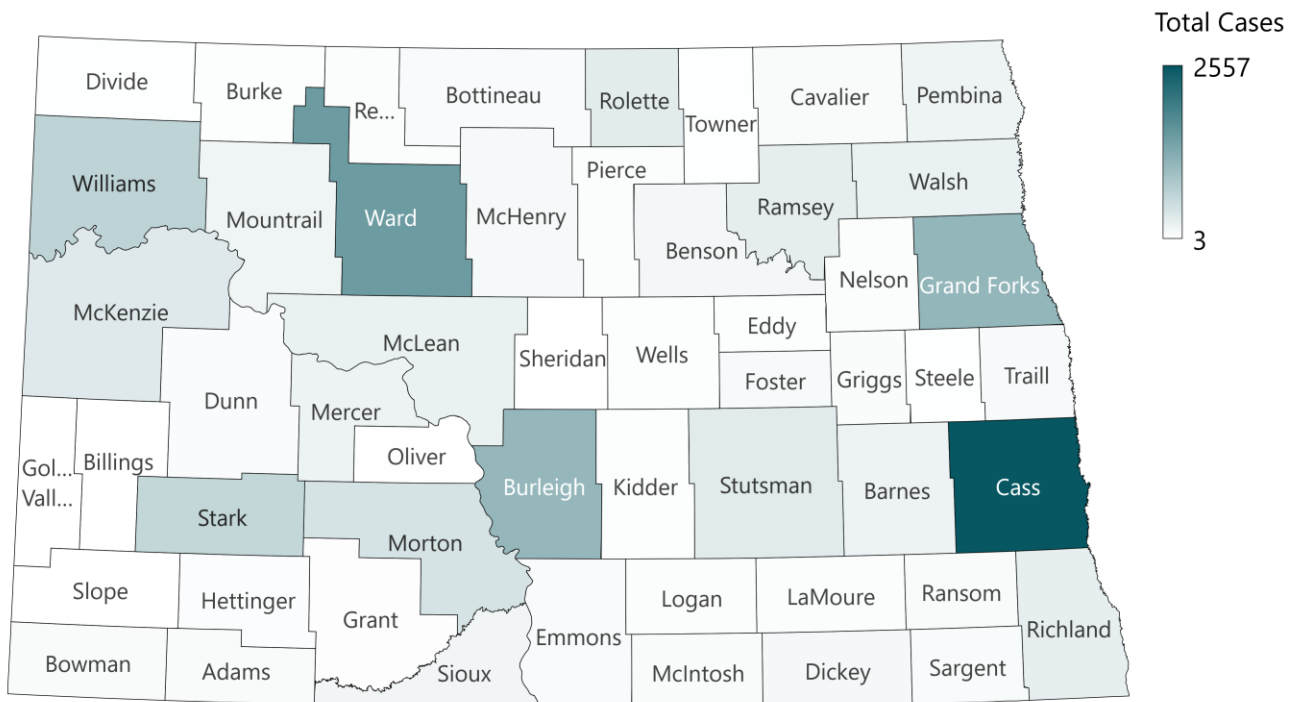 Total Cases
2557
3
Divide
Burke
Re...
Bottineau
Rolette
Towner
Cavalier
Pembina
Williams
Mountrail
Ward
McHenry
Pierce
Benson
Ramsey
Walsh
Nelson
Grand Forks
McKenzie
McLean
Sheridan
Wells
Eddy
Foster
Griggs
Steele
Traill
Dunn
Mercer
Oliver
Gol...
Vall...
Billings
Stark
Morton
Burleigh
Kidder
Stutsman
Barnes
Cass
Slope
Hettinger
Grant
Emmons
Logan
LaMoure
Ransom
Richland
Bowman
Adams
Sioux
McIntosh
Dickey
Sargent